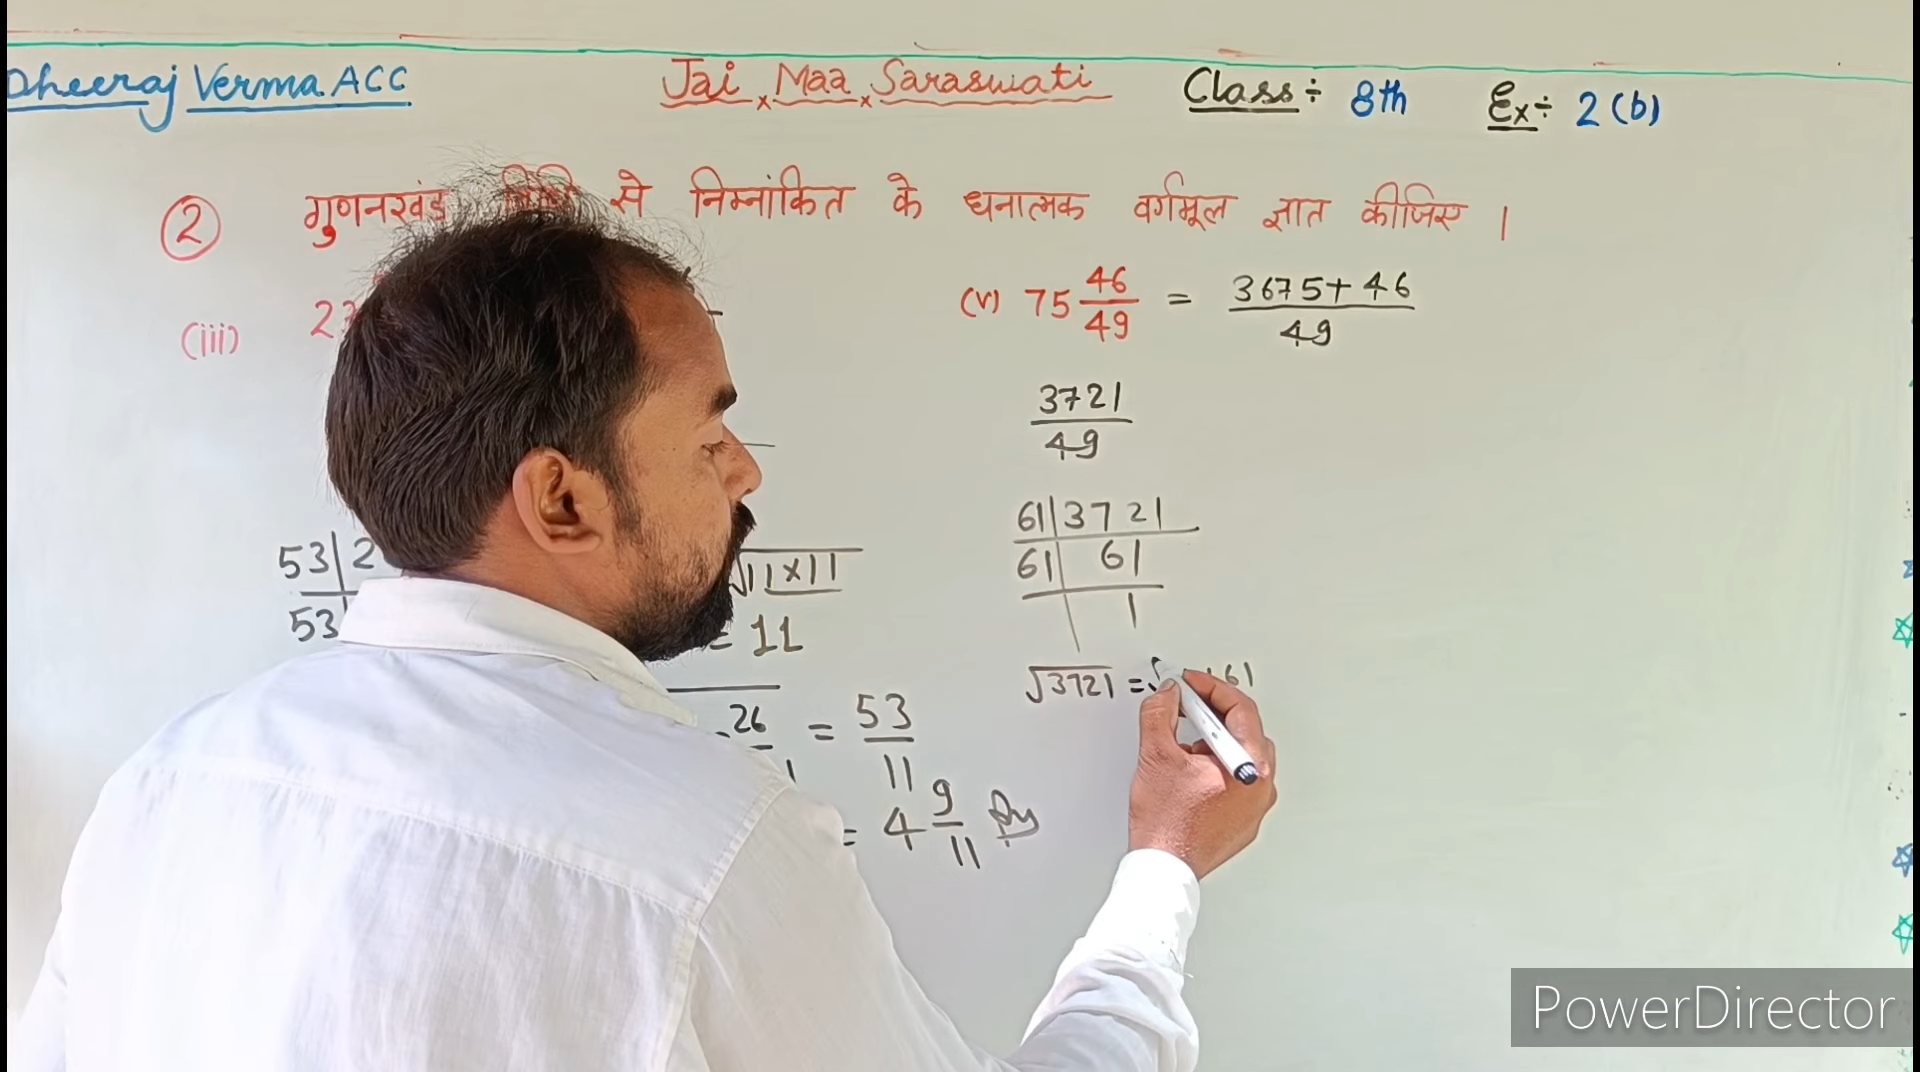 Dheeraj Verma ACC
Jai x Maa x Saraswati
Class÷ 8th
Ex÷ 2(b)
② गुणनखंड से निम्नांकित के धनात्मक वर्गमूल ज्ञात कीजिए ।
(iii)
(v) 75 46/49 = 3675+46/49
3721/49
61|3721
61|61
1
53|2
53
√11×11
= 11
√3721 = √ 61
26
= 53/11
= 4 9/11
PowerDirector